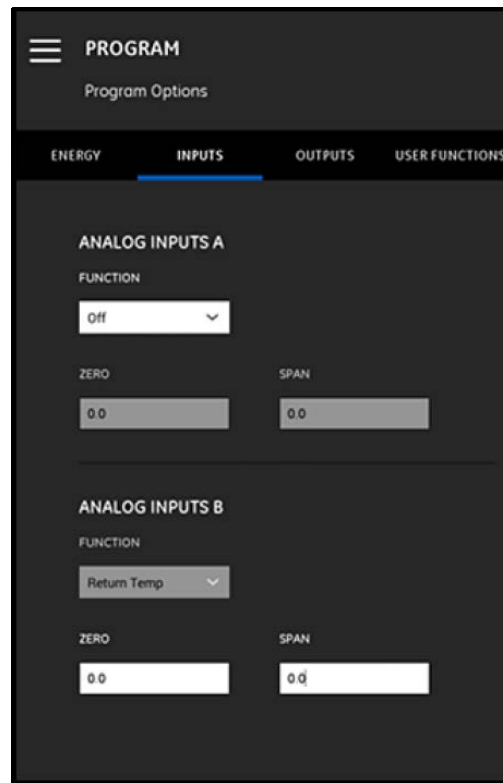 PROGRAM
Program Options
ENERGY INPUTS OUTPUTS USER FUNCTIONS
ANALOG INPUTS A
FUNCTION
Off
ZERO SPAN
0.0 0.0
ANALOG INPUTS B
FUNCTION
Return Temp
ZERO SPAN
0.0 0.0